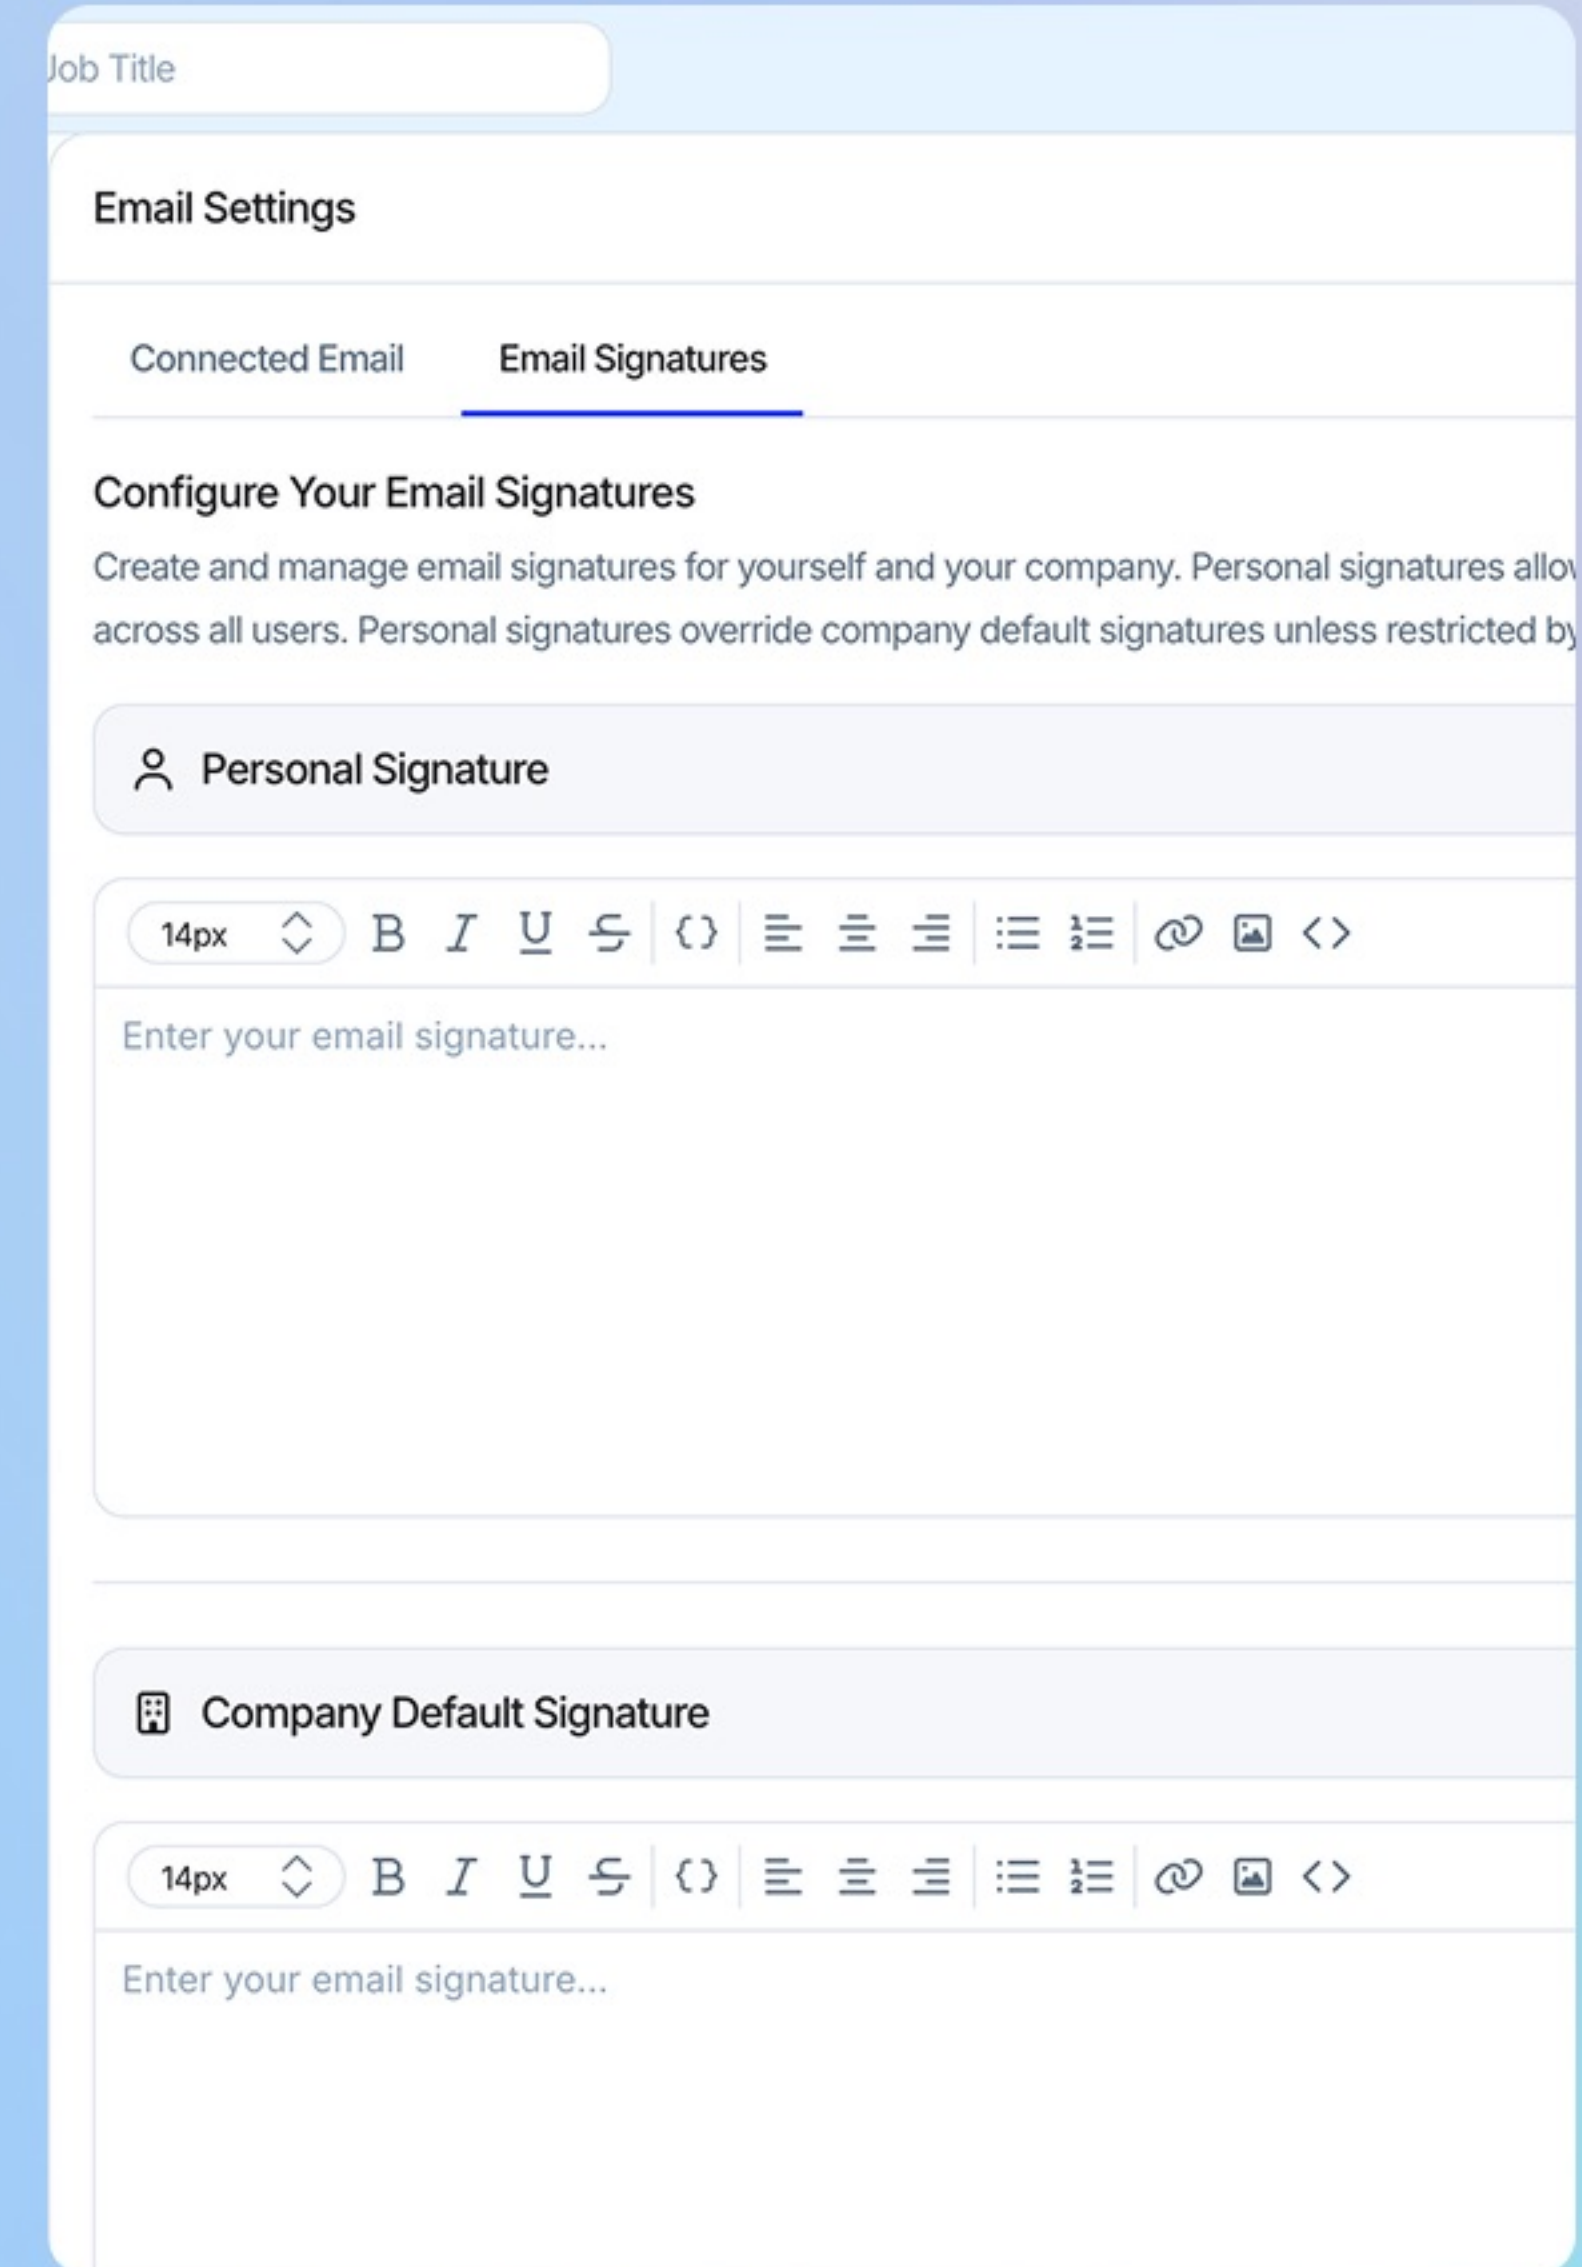 Job Title
Email Settings
Connected Email Email Signatures
Configure Your Email Signatures
Create and manage email signatures for yourself and your company. Personal signatures
across all users. Personal signatures override company default signatures unless restricted by
Personal Signature
14px B I U S
Enter your email signature...
Company Default Signature
14px B I U S
Enter your email signature...